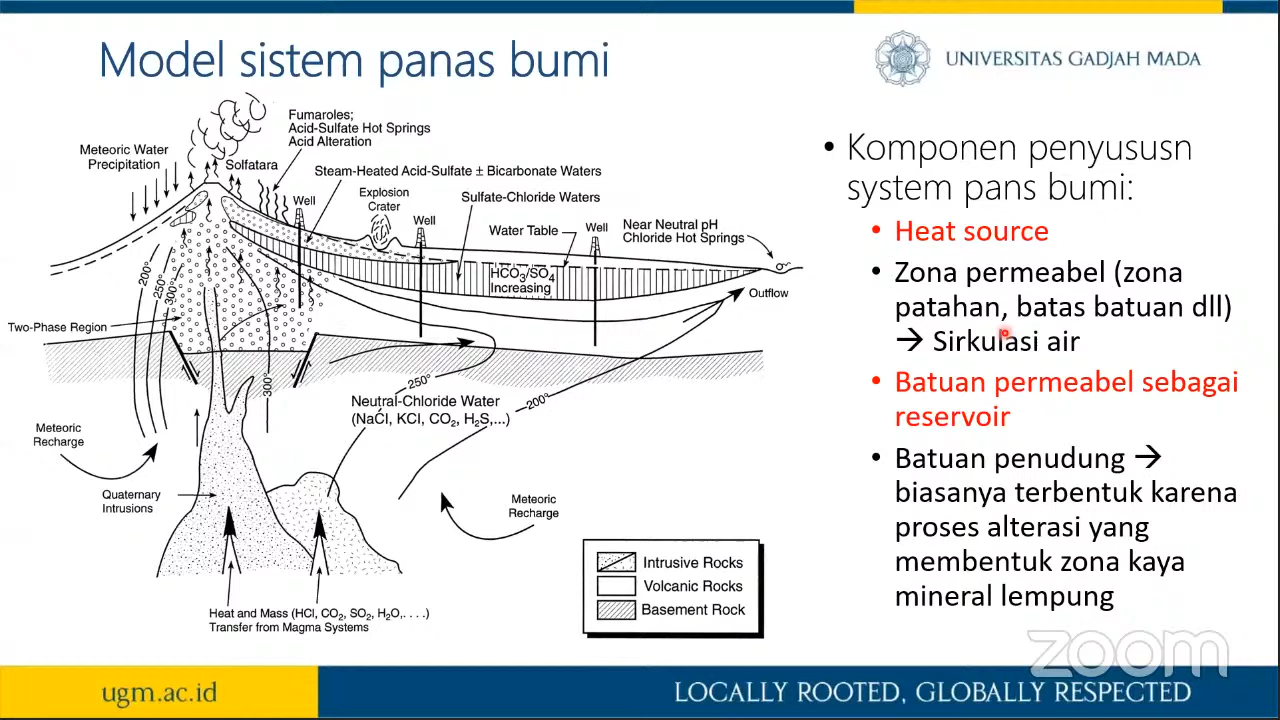 Model sistem panas bumi
UNIVERSITAS GADJAH MADA
Fumaroles;
Acid-Sulfate Hot Springs
Acid Alteration
Meteoric Water
Precipitation
Solfatara
Steam-Heated Acid-Sulfate ± Bicarbonate Waters
Well
Explosion
Crater
Sulfate-Chloride Waters
Well
Water Table
Well
Near Neutral pH
Chloride Hot Springs
HCO3/SO4
Increasing
Outflow
200°
250°
300°
Two-Phase Region
300°
250°
200°
Neutral-Chloride Water
(NaCl, KCl, CO2, H2S,...)
Meteoric
Recharge
Quaternary
Intrusions
Meteoric
Recharge
Intrusive Rocks
Volcanic Rocks
Basement Rock
Heat and Mass (HCl, CO2, SO2, H2O,. . . .)
Transfer from Magma Systems
• Komponen penyususn
system pans bumi:
• Heat source
• Zona permeabel (zona
patahan, batas batuan dll)
→ Sirkulasi air
• Batuan permeabel sebagai
reservoir
• Batuan penudung →
biasanya terbentuk karena
proses alterasi yang
membentuk zona kaya
mineral lempung
zoom
ugm.ac.id
LOCALLY ROOTED, GLOBALLY RESPECTED